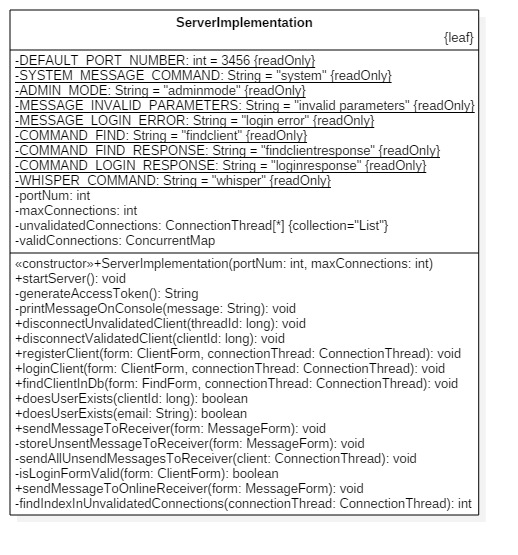 ServerImplementation
{leaf}
-DEFAULT_PORT_NUMBER: int = 3456 {readOnly}
-SYSTEM_MESSAGE_COMMAND: String = "system" {readOnly}
-ADMIN_MODE: String = "adminmode" {readOnly}
-MESSAGE_INVALID_PARAMETERS: String = "invalid parameters" {readOnly}
-MESSAGE_LOGIN_ERROR: String = "login error" {readOnly}
-COMMAND_FIND: String = "findclient" {readOnly}
-COMMAND_FIND_RESPONSE: String = "findclientresponse" {readOnly}
-COMMAND_LOGIN_RESPONSE: String = "loginresponse" {readOnly}
-WHISPER_COMMAND: String = "whisper" {readOnly}
-portNum: int
-maxConnections: int
-unvalidatedConnections: ConnectionThread[*] {collection="List"}
-validConnections: ConcurrentMap
«constructor»+ServerImplementation(portNum: int, maxConnections: int)
+startServer(): void
-generateAccessToken(): String
-printMessageOnConsole(message: String): void
+disconnectUnvalidatedClient(threadId: long): void
+disconnectValidatedClient(clientId: long): void
+registerClient(form: ClientForm, connectionThread: ConnectionThread): void
+loginClient(form: ClientForm, connectionThread: ConnectionThread): void
+findClientInDb(form: FindForm, connectionThread: ConnectionThread): void
+doesUserExists(clientId: long): boolean
+doesUserExists(email: String): boolean
+sendMessageToReceiver(form: MessageForm): void
-storeUnsentMessageToReceiver(form: MessageForm): void
-sendAllUnsendMessagesToReceiver(client: ConnectionThread): void
-isLoginFormValid(form: ClientForm): boolean
+sendMessageToOnlineReceiver(form: MessageForm): void
-findIndexInUnvalidatedConnections(connectionThread: ConnectionThread): int